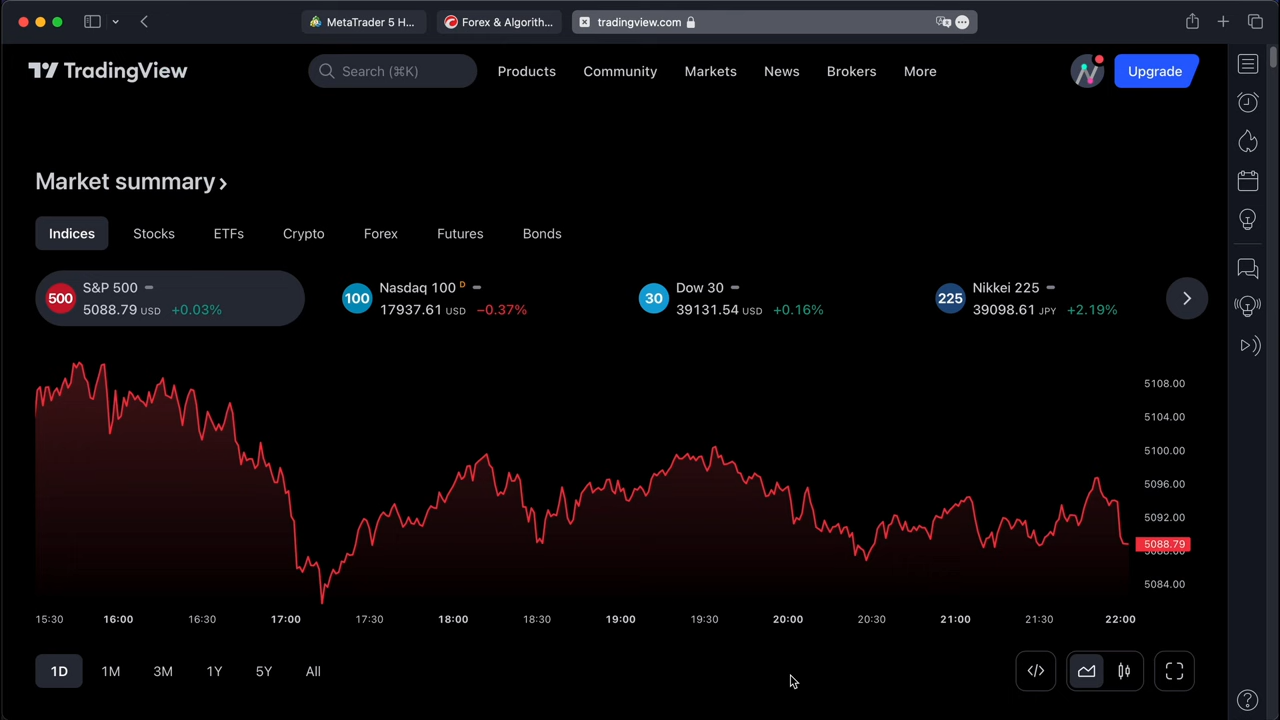 MetaTrader 5 H...
Forex & Algorith...
tradingview.com
TradingView
Search (⌘K)
Products
Community
Markets
News
Brokers
More
Upgrade
Market summary
Indices
Stocks
ETFs
Crypto
Forex
Futures
Bonds
500
S&P 500
5088.79 USD +0.03%
100
Nasdaq 100 D
17937.61 USD −0.37%
30
Dow 30
39131.54 USD +0.16%
225
Nikkei 225
39098.61 JPY +2.19%
5108.00
5104.00
5100.00
5096.00
5092.00
5088.79
5088.00
5084.00
15:30
16:00
16:30
17:00
17:30
18:00
18:30
19:00
19:30
20:00
20:30
21:00
21:30
22:00
1D
1M
3M
1Y
5Y
All